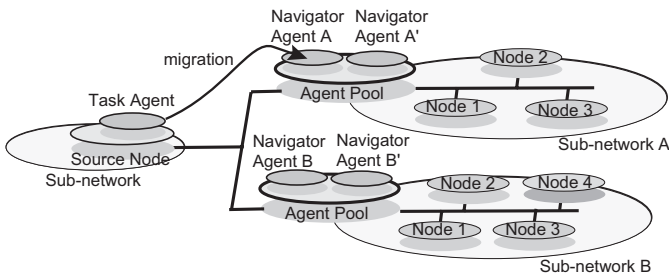 Navigator Agent A
Navigator Agent A'
migration
Node 2
Agent Pool
Task Agent
Node 1
Node 3
Sub-network A
Source Node
Sub-network
Navigator Agent B
Navigator Agent B'
Node 2
Node 4
Agent Pool
Node 1
Node 3
Sub-network B